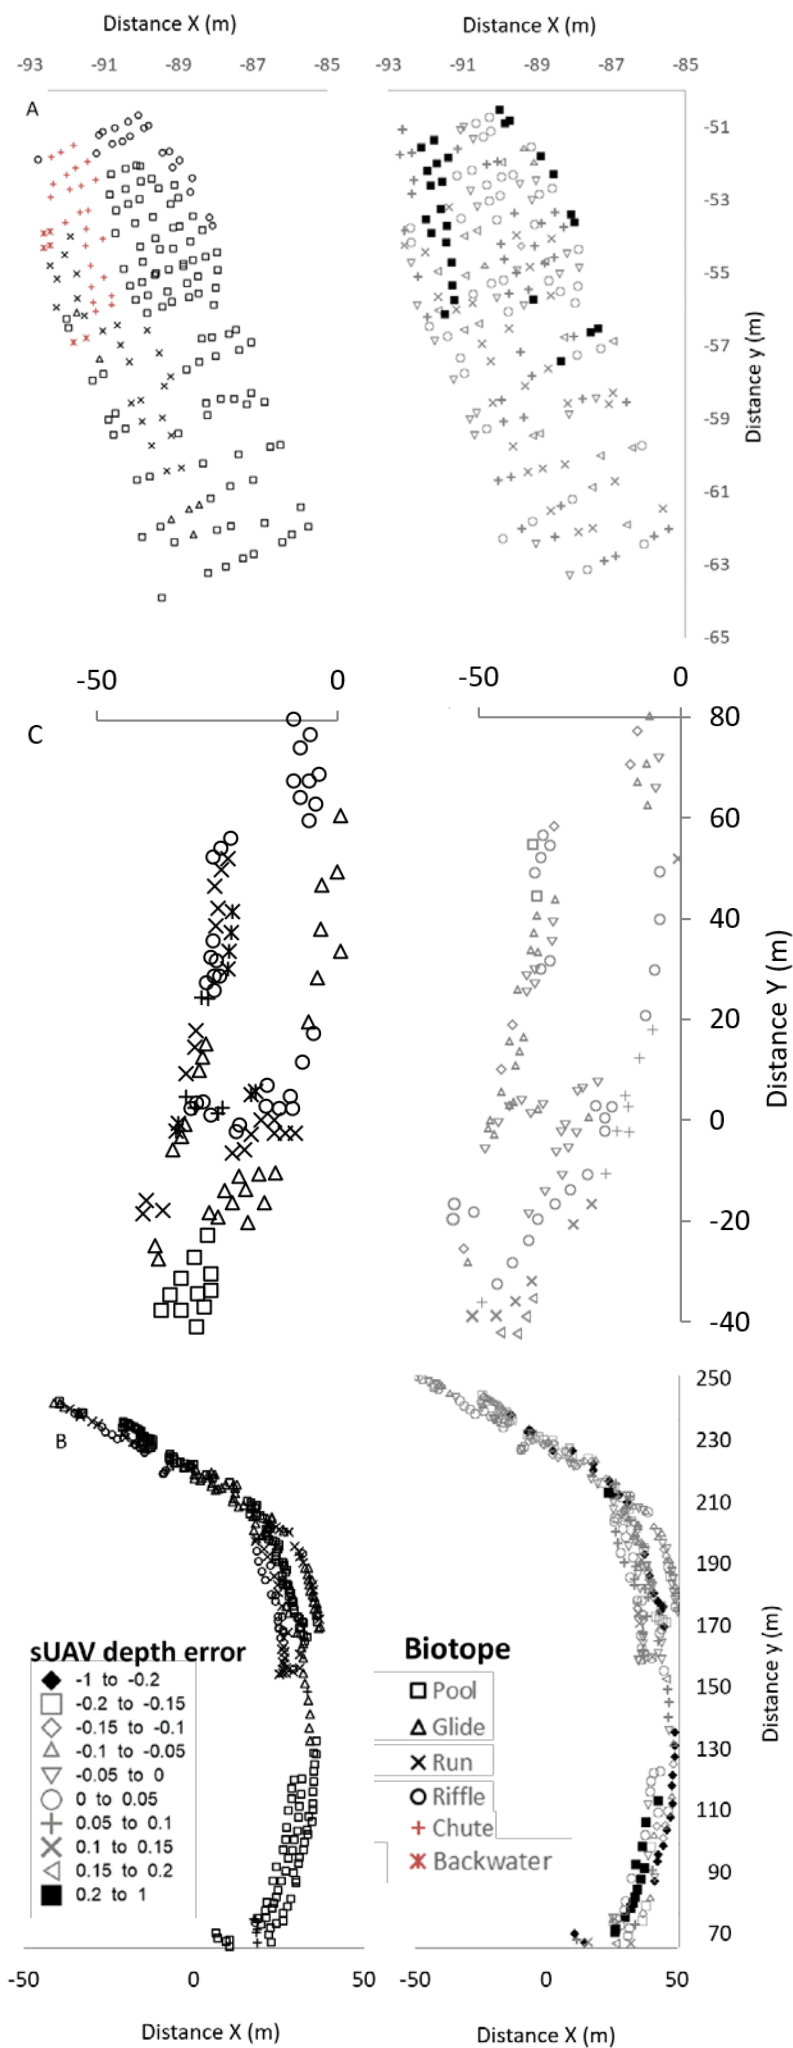 Distance X (m)
Distance X (m)
-93 -91 -89 -87 -85
-93 -91 -89 -87 -85
A
-51
-53
-55
-57
-59
-61
-63
-65
Distance y (m)
-50 0
-50 0
C
80
60
40
20
0
-20
-40
Distance Y (m)
B
250
230
210
190
170
150
130
110
90
70
Distance y (m)
sUAV depth error
-1 to -0.2
-0.2 to -0.15
-0.15 to -0.1
-0.1 to -0.05
-0.05 to 0
0 to 0.05
0.05 to 0.1
0.1 to 0.15
0.15 to 0.2
0.2 to 1
Biotope
Pool
Glide
Run
Riffle
Chute
Backwater
-50 0 50
-50 0 50
Distance X (m)
Distance X (m)